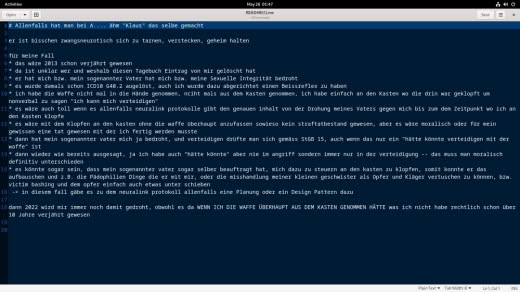 Activities
May 26 01:47
Open
README12.me
Save
# Allenfalls hat man bei A.... ähm "Klaus" das selbe gemacht
er ist bisschen zwangsneurotisch sich zu tarnen, verstecken, geheim halten
für meine Fall
* das wäre 2013 schon verjährt gewesen
* da ist unklar wer und weshalb diesen Tagebuch Eintrag von mir gelöscht hat
* er hat mich bzw. mein sogenannter Vater hat mich bzw. meine Sexuelle Integrität bedroht
* es wurde damals schon ICD10 G40.2 ausgelöst, auch ich wurde dazu abgerichtet einen Beissreflex zu haben
* ich habe die Waffe nicht mal in die Hände genommen, nicht mals aus dem Kasten genommen, ich habe einfach an den Kasten wo die drin war geklopft um
nonverbal zu sagen "ich kann mich verteidigen"
* es wäre auch toll wenn es allenfalls neuralink protokolle gibt den genauen inhalt von der Drohung meines Vaters gegen mich bis zum dem Zeitpunkt wo ich an
den Kasten klopfe
* es wäre mit dem Klopfen an den Kasten ohne die waffe überhaupt anzufassen sowieso kein straftatbestand gewesen, aber es wäre moralisch oder für mein
gewissen eine tat gewesen mit der ich fertig werden musste
* dann hat mein sogenannter vater mich ja bedroht, und verteidigen drüfte man sich gemäss StGB 15, auch wenn das nur ein "hätte könnte verteidigen mit der
waffe" ist
* dann wieder wie bereits ausgesagt, ja ich habe auch "hätte könnte" aber nie im angriff sondern immer nur in der verteidigung -- das muss man moralisch
definitiv unterschieden
* es könnte sogar sein, dass mein sogenannter vater sogar selber beauftragt hat, mich dazu zu steuern an den kasten zu klopfen, somit konnte er das
aufbauschen und z.B. die Pädophilien Dinge die er mit mir, oder die misshandlung meiner kleinen geschwister als Opfer und Kläger vertuschen zu können, bzw.
victim bashing und dem opfer einfach auch etwas unter schieben
-> in diesem fall gäbe es zu dem neuralink protokoll allenfalls eine Planung oder ein Design Pattern dazu
dann 2022 wird mir immer noch damit gedroht, obwohl es da WENN ICH DIE WAFFE ÜBERHAUPT AUS DEM KASTEN GENOMMEN HÄTTE was ich nicht habe rechtlich schon über
10 Jahre verjährt gewesen
Plain Text
Tab Width: 8
Ln 1, Col 1
INS